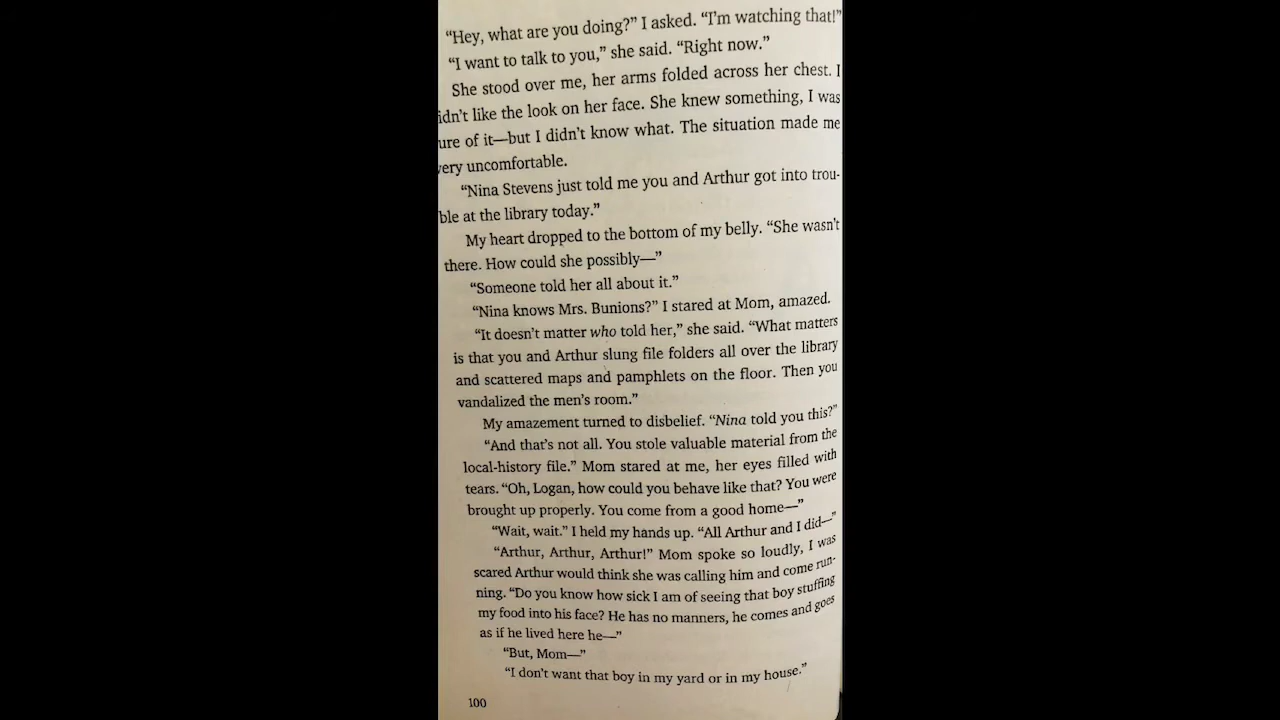 “Hey, what are you doing?” I asked. “I’m watching that!”
“I want to talk to you,” she said. “Right now.”
She stood over me, her arms folded across her chest. I
idn’t like the look on her face. She knew something, I was
ure of it—but I didn’t know what. The situation made me
very uncomfortable.
“Nina Stevens just told me you and Arthur got into trou-
ble at the library today.”
My heart dropped to the bottom of my belly. “She wasn’t
there. How could she possibly—”
“Someone told her all about it.”
“Nina knows Mrs. Bunions?” I stared at Mom, amazed.
“It doesn’t matter who told her,” she said. “What matters
is that you and Arthur slung file folders all over the library
and scattered maps and pamphlets on the floor. Then you
vandalized the men’s room.”
My amazement turned to disbelief. “Nina told you this?”
“And that’s not all. You stole valuable material from the
local-history file.” Mom stared at me, her eyes filled with
tears. “Oh, Logan, how could you behave like that? You were
brought up properly. You come from a good home—”
“Wait, wait.” I held my hands up. “All Arthur and I did—”
“Arthur, Arthur, Arthur!” Mom spoke so loudly, I was
scared Arthur would think she was calling him and come run-
ning. “Do you know how sick I am of seeing that boy stuffing
my food into his face? He has no manners, he comes and goes
as if he lived here he—”
“But, Mom—”
“I don’t want that boy in my yard or in my house.”
100